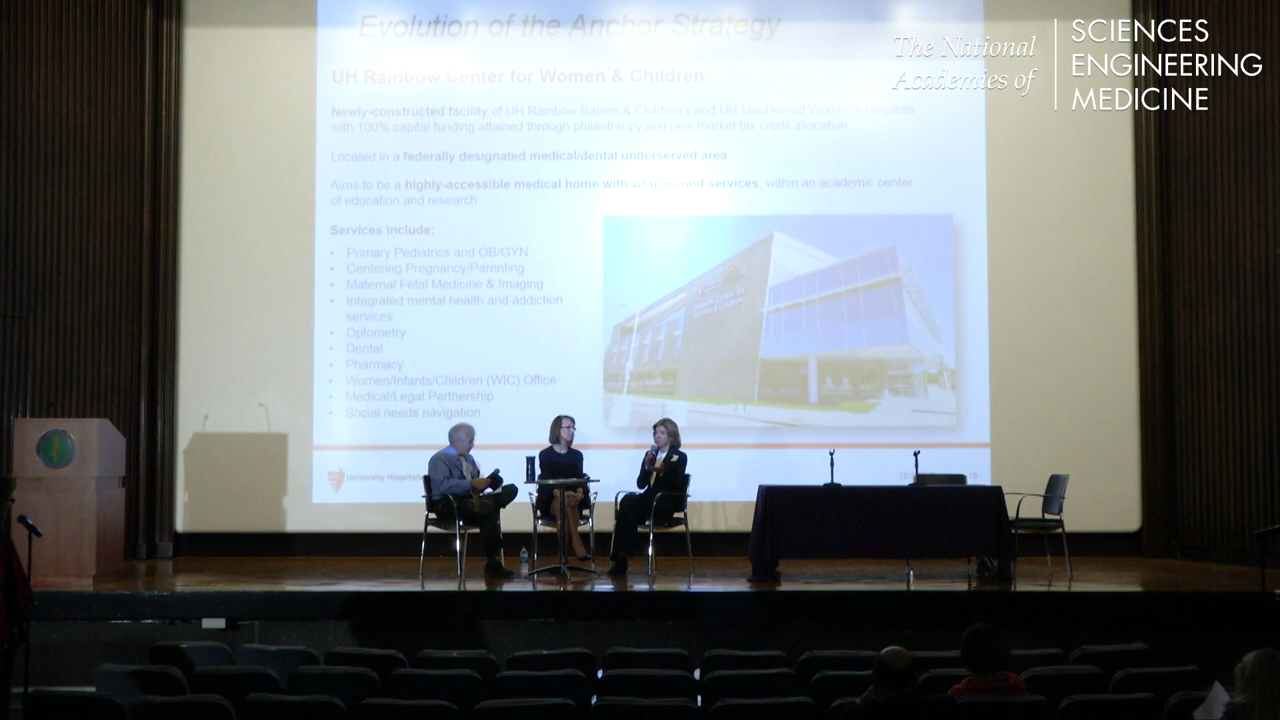 Evolution of the Anchor Strategy
The National
Academies of
SCIENCES
ENGINEERING
MEDICINE
UH Rainbow Center for Women & Children
Newly-constructed facility of UH Rainbow Babies & Children's and UH MacDonald Women's hospitals
with 100% capital funding attained through philanthropy and new market tax credit allocation
Located in a federally designated medical/dental underserved area
Aims to be a highly-accessible medical home with wrap-around services, within an academic center
of education and research
Services include:
• Primary Pediatrics and OB/GYN
• Centering Pregnancy/Parenting
• Maternal Fetal Medicine & Imaging
• Integrated mental health and addiction
services
• Optometry
• Dental
• Pharmacy
• Women/Infants/Children (WIC) Office
• Medical/Legal Partnership
• Social needs navigation
University Hospitals